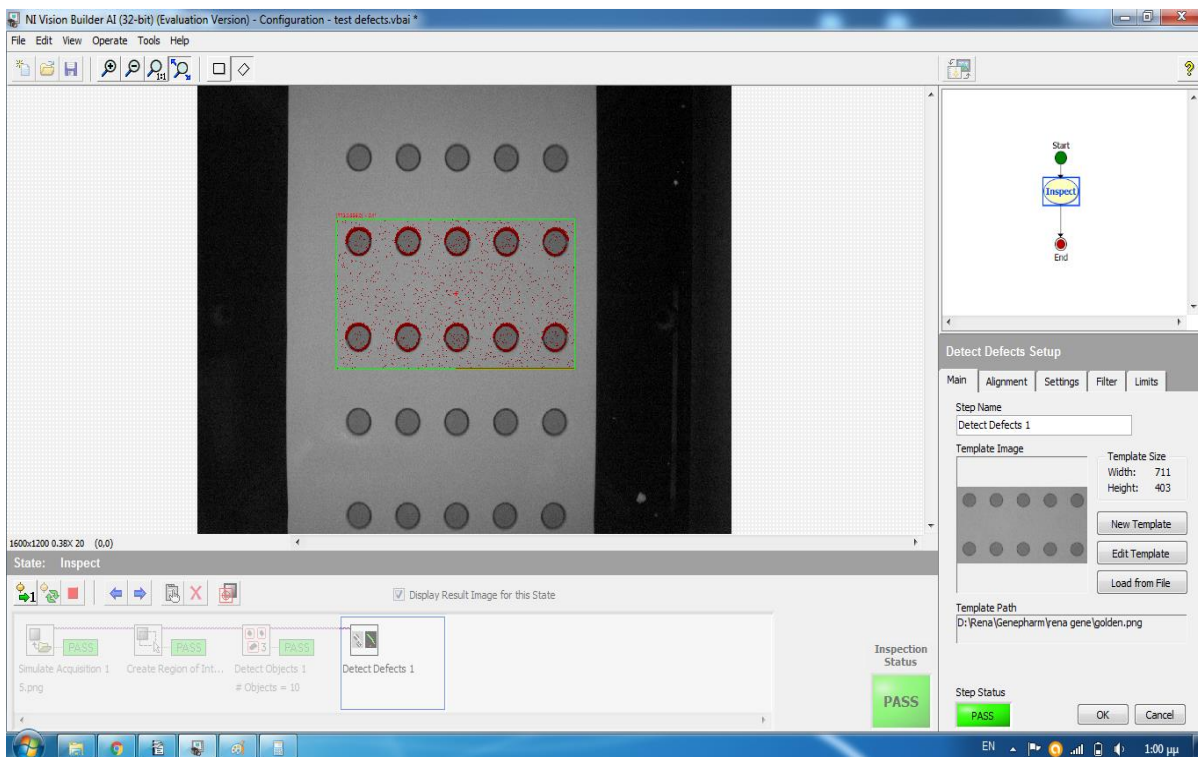 NI Vision Builder AI (32-bit) (Evaluation Version) - Configuration - test defects.vbai *
File Edit View Operate Tools Help
1:1
?
Start
Inspect
End
Detect Defects Setup
Main Alignment Settings Filter Limits
Step Name
Detect Defects 1
Template Image
Template Size
Width: 711
Height: 403
New Template
Edit Template
Load from File
Template Path
D:\Rena\Genepharm\rena gene\golden.png
Step Status
PASS
OK Cancel
1600x1200 0.38X 20 (0,0)
State: Inspect
1
Display Result Image for this State
PASS PASS 3 PASS
Simulate Acquisition 1 Create Region of Int... Detect Objects 1 Detect Defects 1
5.png # Objects = 10
Inspection
Status
PASS
EN 1:00 μμ